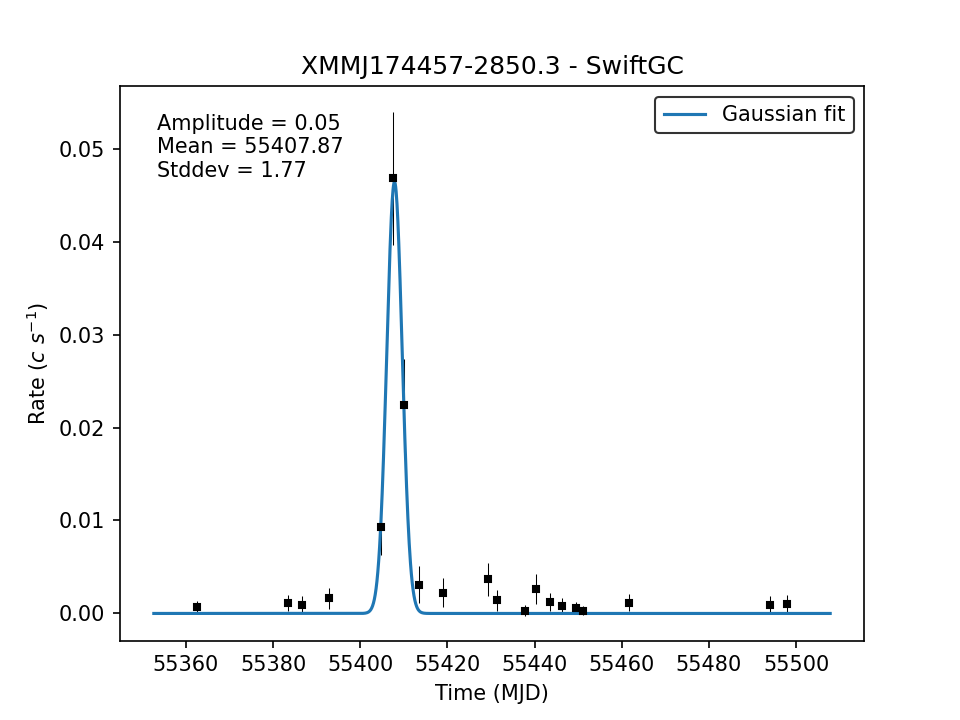 XMMJ174457-2850.3 - SwiftGC
Amplitude = 0.05
Mean = 55407.87
Stddev = 1.77
Gaussian fit
Rate (c s⁻¹)
0.05
0.04
0.03
0.02
0.01
0.00
55360 55380 55400 55420 55440 55460 55480 55500
Time (MJD)